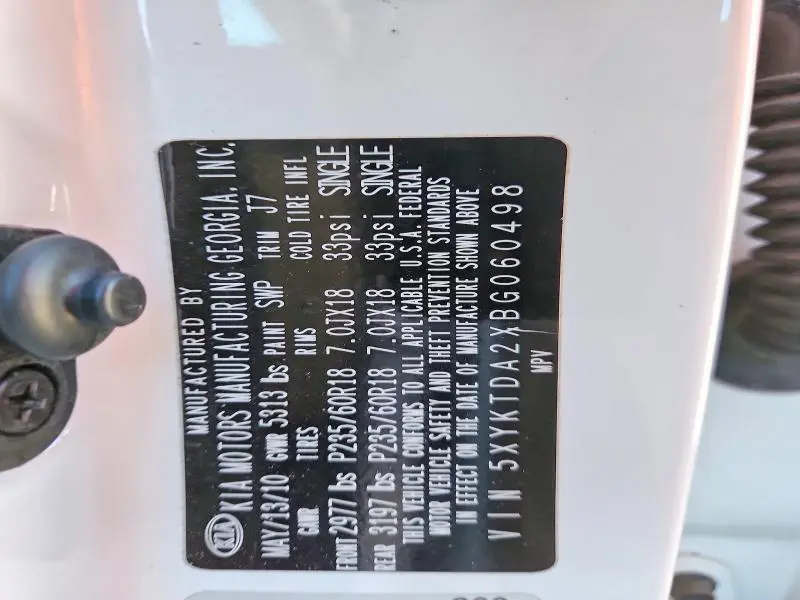 MANUFACTURED BY
KIA KIA MOTORS MANUFACTURING GEORGIA, INC.
MAY/13/10 GVWR 5313 lbs PAINT SWP TRIM J7
GAWR TIRES RIMS COLD TIRE INFL
FRONT 2977 lbs P235/60R18 7.0JX18 33psi SINGLE
REAR 3197 lbs P235/60R18 7.0JX18 33psi SINGLE
THIS VEHICLE CONFORMS TO ALL APPLICABLE U.S.A. FEDERAL
MOTOR VEHICLE SAFETY AND THEFT PREVENTION STANDARDS
IN EFFECT ON THE DATE OF MANUFACTURE SHOWN ABOVE
VIN 5XYKTDA2XBG060498
MPV